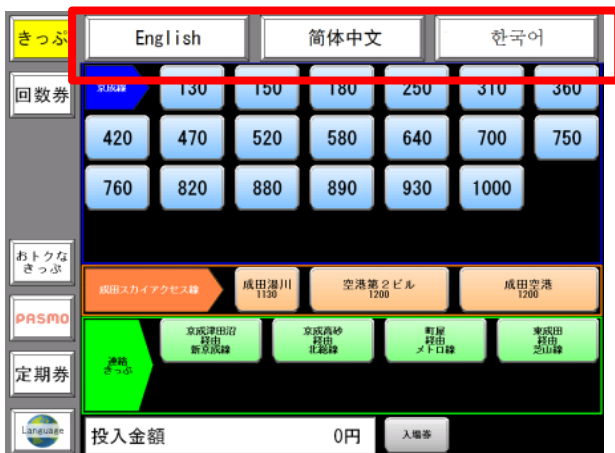 きっぷ
English
简体中文
한국어
回数券
京成線
130
150
180
250
310
360
420
470
520
580
640
700
750
760
820
880
890
930
1000
おトクな
きっぷ
成田スカイアクセス線
成田湯川
1130
空港第2ビル
1200
成田空港
1200
PASMO
連絡
きっぷ
京成津田沼
経由
新京成線
京成高砂
経由
北総線
町屋
経由
メトロ線
東成田
経由
芝山線
定期券
Language
投入金額
0円
入場券